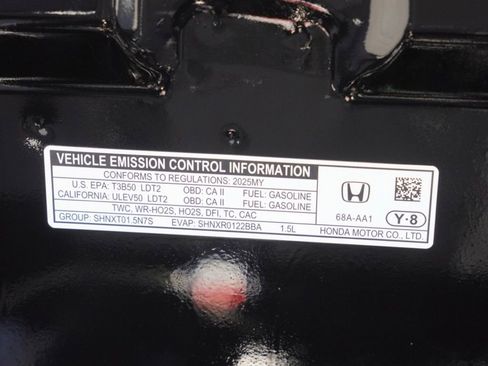 VEHICLE EMISSION CONTROL INFORMATION
CONFORMS TO REGULATIONS: 2025MY
U.S. EPA: T3B50 LDT2 OBD: CA II FUEL: GASOLINE
CALIFORNIA: ULEV50 LDT2 OBD: CA II FUEL: GASOLINE
TWC, WR-HO2S, HO2S, DFI, TC, CAC
GROUP: SHNXT01.5N7S EVAP: SHNXR0122BBA 1.5L
68A-AA1
Y·8
HONDA MOTOR CO., LTD.